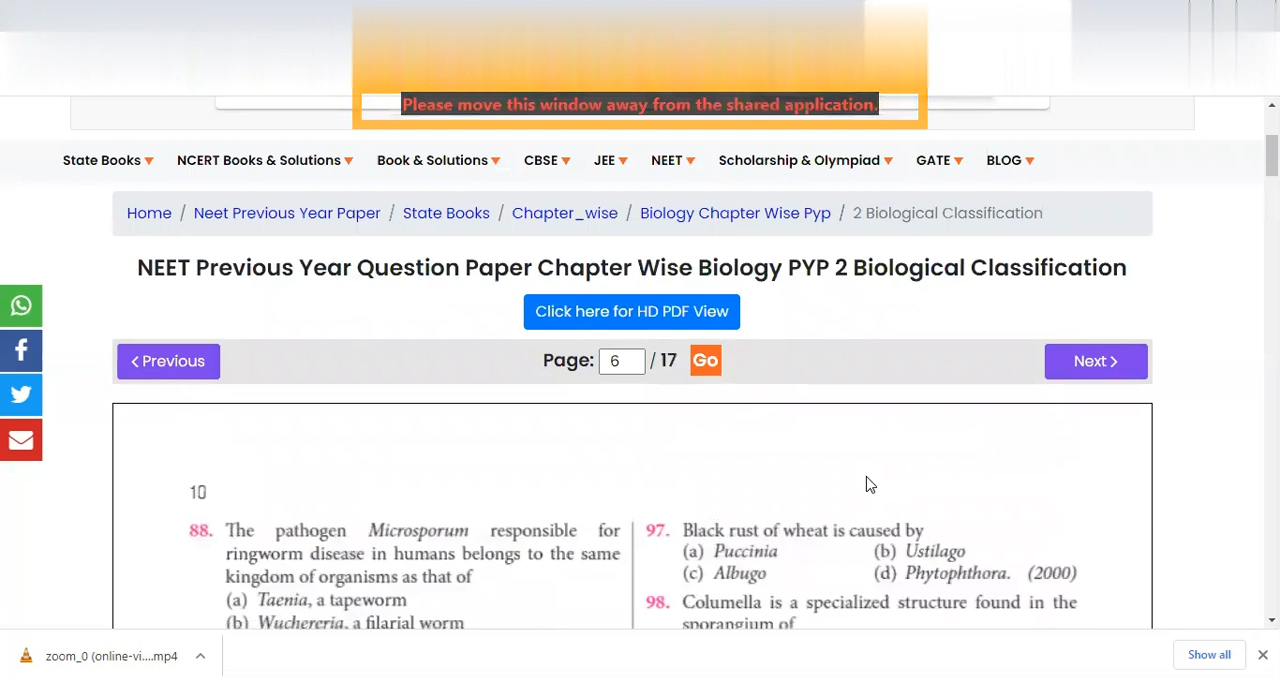 Please move this window away from the shared application.
State Books NCERT Books & Solutions Book & Solutions CBSE JEE NEET Scholarship & Olympiad GATE BLOG
Home / Neet Previous Year Paper / State Books / Chapter_wise / Biology Chapter Wise Pyp / 2 Biological Classification
NEET Previous Year Question Paper Chapter Wise Biology PYP 2 Biological Classification
Click here for HD PDF View
< Previous Page: 6 / 17 Go Next >
10
88. The pathogen Microsporum responsible for
ringworm disease in humans belongs to the same
kingdom of organisms as that of
(a) Taenia, a tapeworm
(b) Wuchereria, a filarial worm
97. Black rust of wheat is caused by
(a) Puccinia (b) Ustilago
(c) Albugo (d) Phytophthora. (2000)
98. Columella is a specialized structure found in the
sporangium of
zoom_0 (online-vi....mp4 Show all